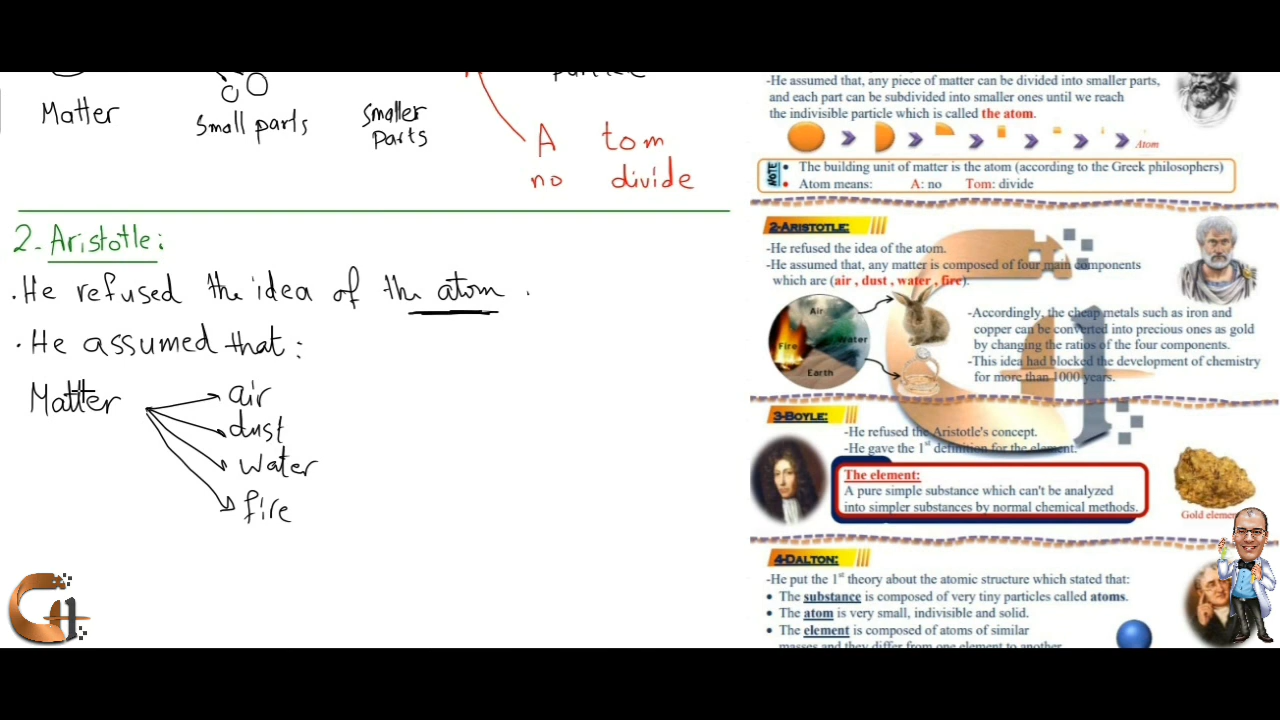 Matter
small parts
smaller
parts
A tom
no divide
2- Aristotle:
. He refused the idea of the atom .
. He assumed that:
Matter
air
dust
water
fire
-He assumed that, any piece of matter can be divided into smaller parts,
and each part can be subdivided into smaller ones until we reach
the indivisible particle which is called the atom.
Atom
NOTE
• The building unit of matter is the atom (according to the Greek philosophers)
• Atom means: A: no Tom: divide
2-ARISTOTLE:
-He refused the idea of the atom.
-He assumed that, any matter is composed of four main components
which are (air , dust , water , fire).
Air
Fire
Water
Earth
-Accordingly, the cheap metals such as iron and
copper can be converted into precious ones as gold
by changing the ratios of the four components.
-This idea had blocked the development of chemistry
for more than 1000 years.
3-BOYLE:
-He refused the Aristotle's concept.
-He gave the 1st definition for the element.
The element:
A pure simple substance which can't be analyzed
into simpler substances by normal chemical methods.
Gold element
4-DALTON:
-He put the 1st theory about the atomic structure which stated that:
• The substance is composed of very tiny particles called atoms.
• The atom is very small, indivisible and solid.
• The element is composed of atoms of similar
masses and they differ from one element to another